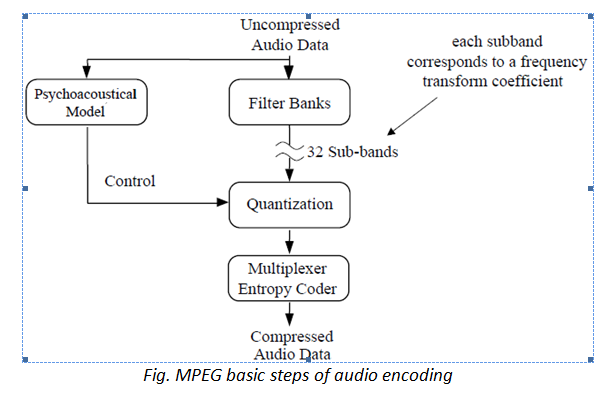 Uncompressed
Audio Data
each subband
corresponds to a frequency
transform coefficient
Psychoacoustical
Model
Filter Banks
32 Sub-bands
Control
Quantization
Multiplexer
Entropy Coder
Compressed
Audio Data
Fig. MPEG basic steps of audio encoding